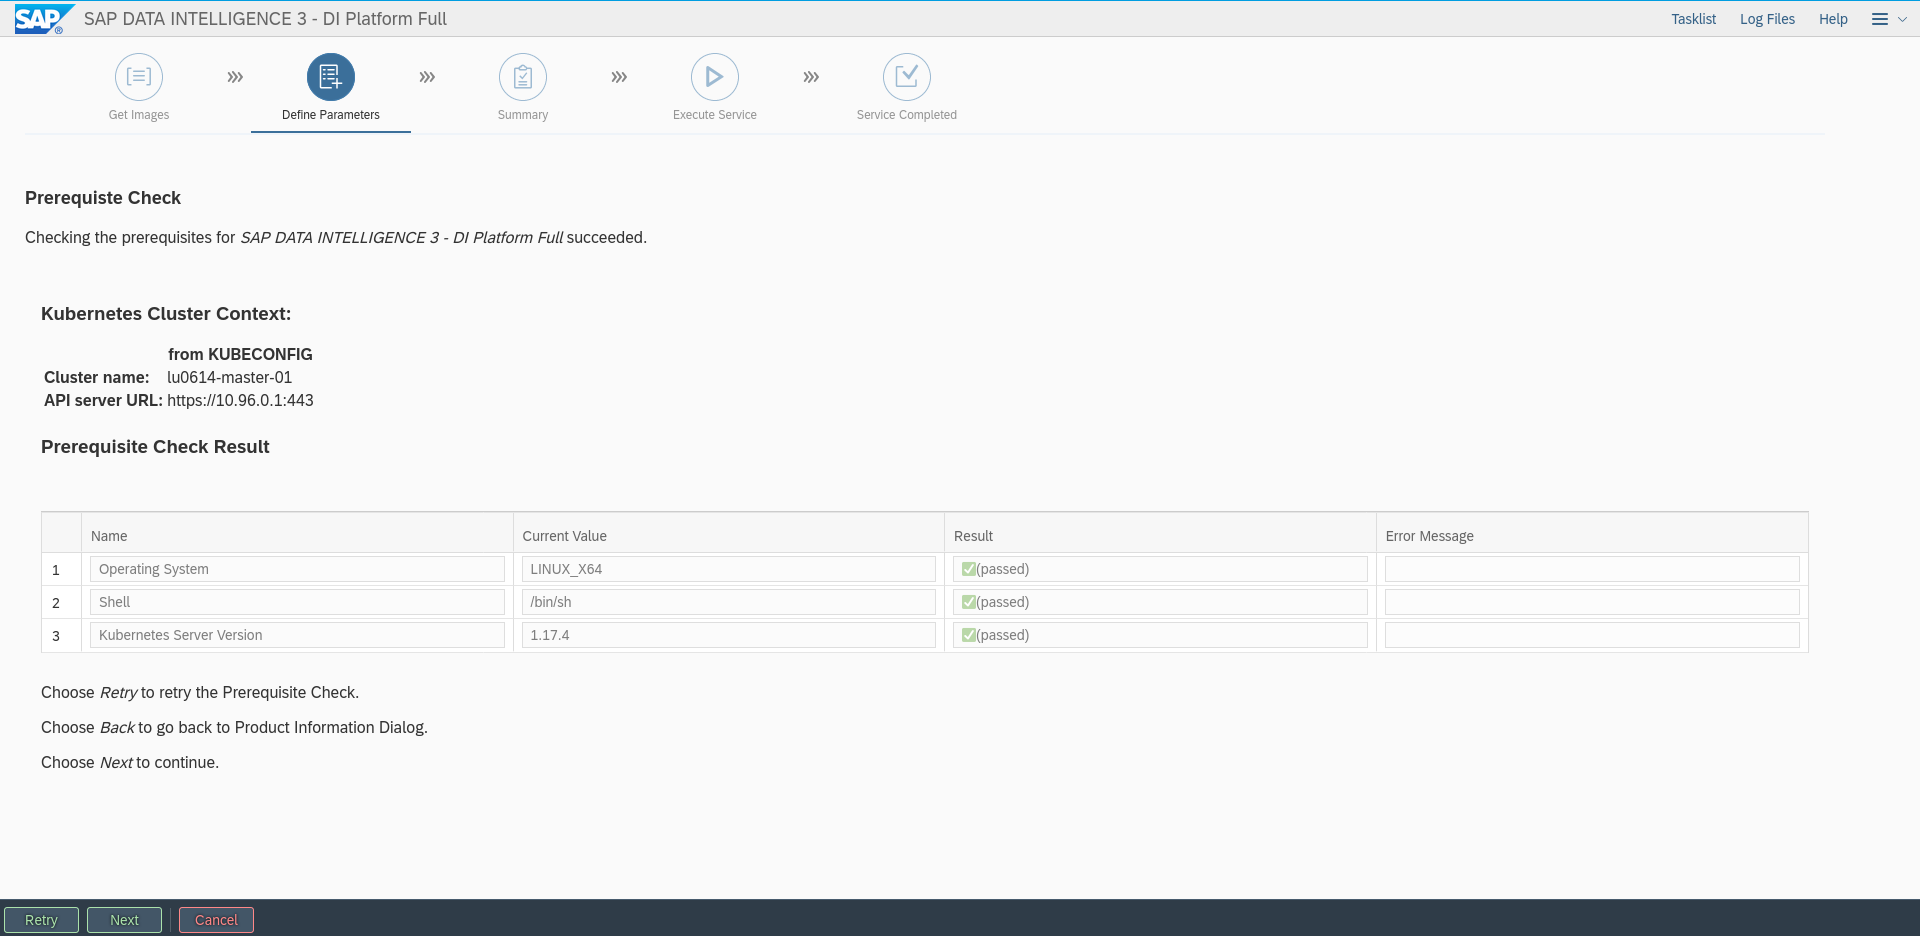 SAP ® SAP DATA INTELLIGENCE 3 - DI Platform Full Tasklist Log Files Help
Get Images Define Parameters Summary Execute Service Service Completed
Prerequiste Check
Checking the prerequisites for SAP DATA INTELLIGENCE 3 - DI Platform Full succeeded.
Kubernetes Cluster Context:
from KUBECONFIG
Cluster name: lu0614-master-01
API server URL: https://10.96.0.1:443
Prerequisite Check Result
Name Current Value Result Error Message
1 Operating System LINUX_X64 ✅(passed)
2 Shell /bin/sh ✅(passed)
3 Kubernetes Server Version 1.17.4 ✅(passed)
Choose Retry to retry the Prerequisite Check.
Choose Back to go back to Product Information Dialog.
Choose Next to continue.
Retry Next Cancel